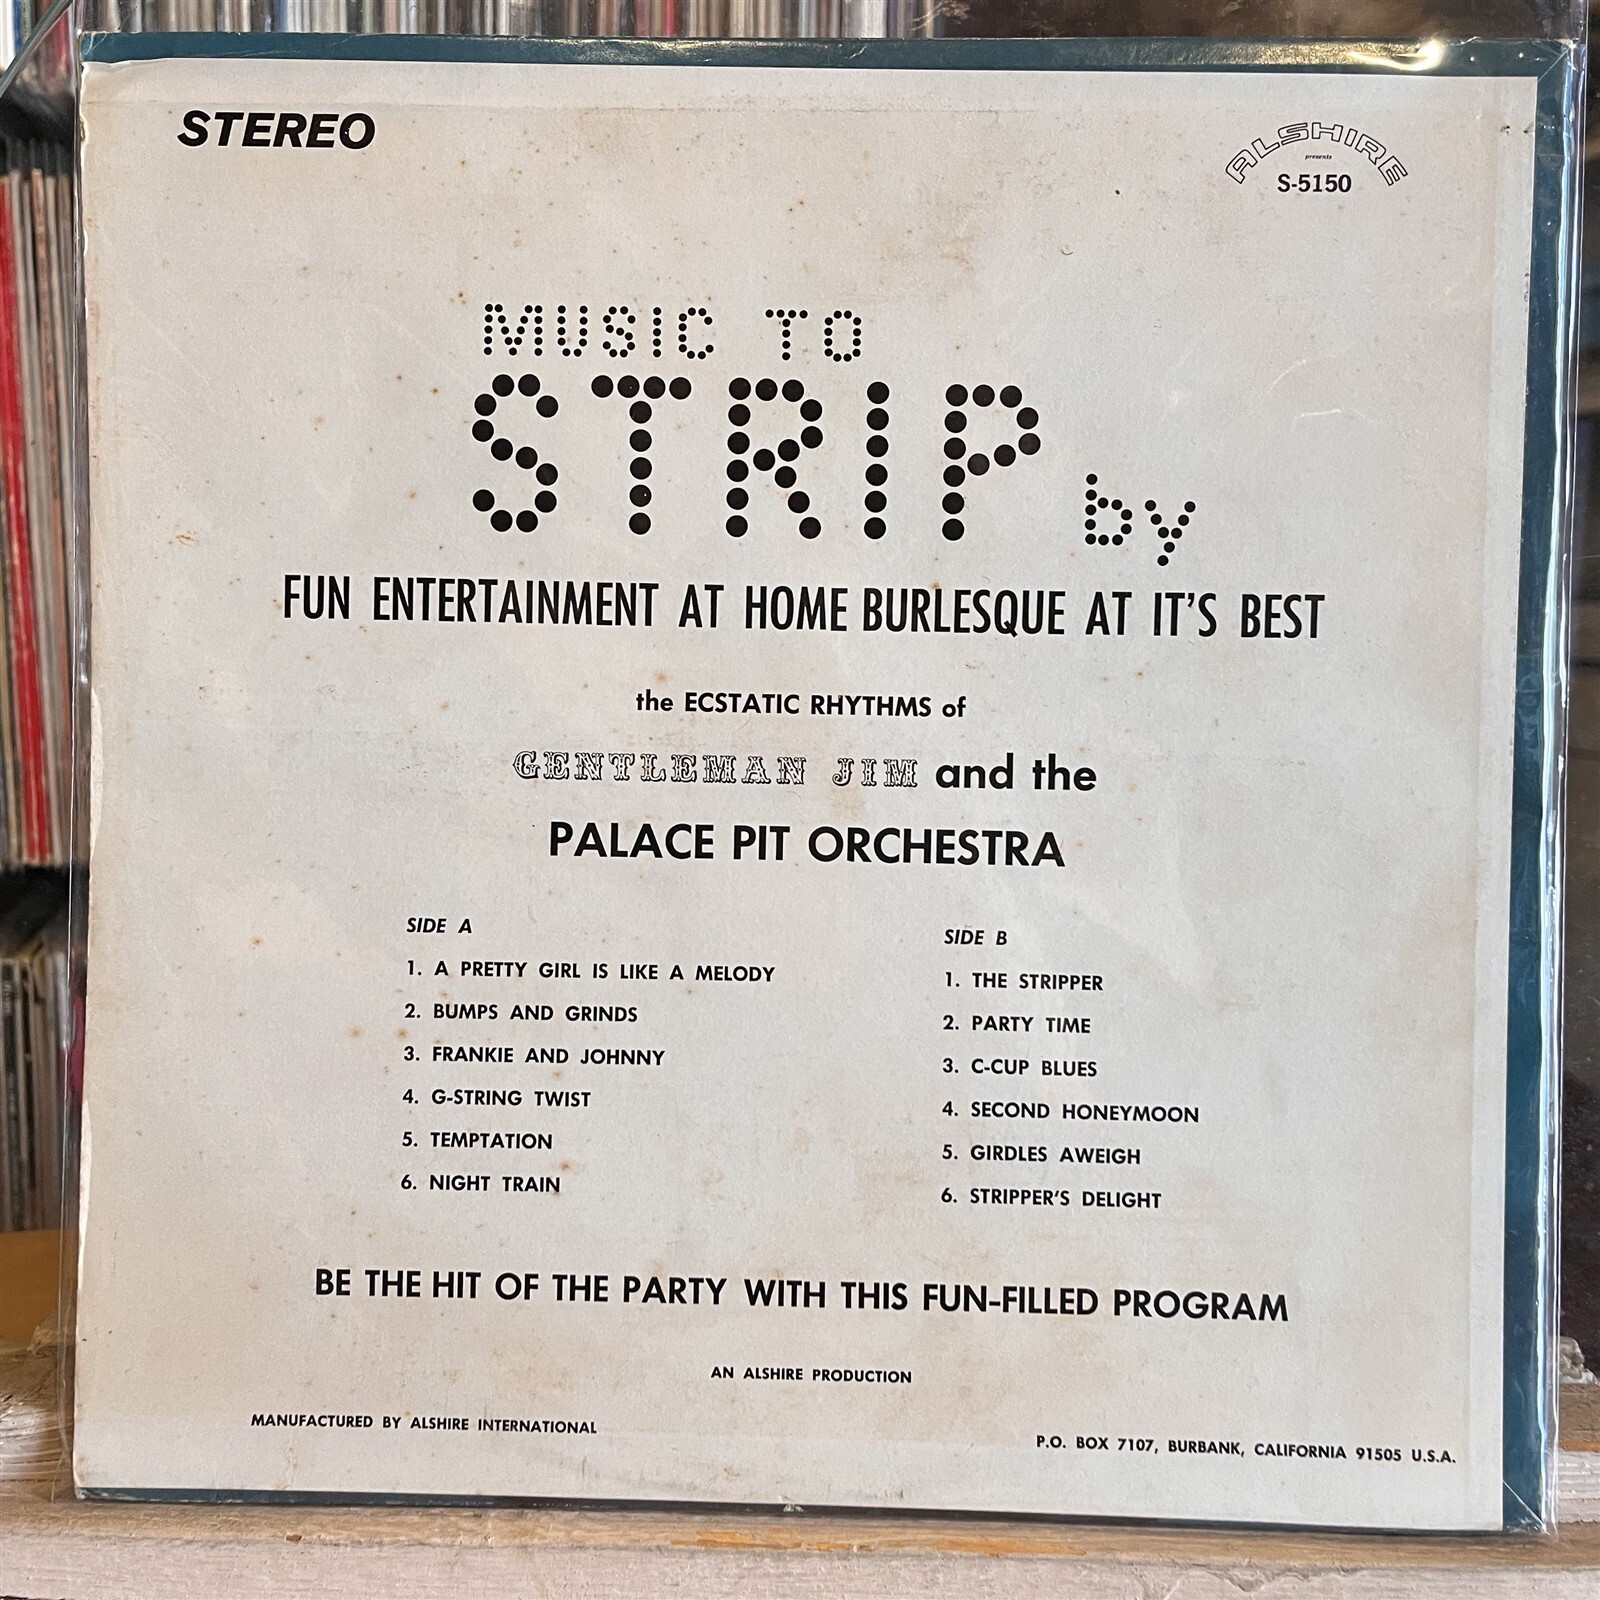 STEREO
ALSHIRE
presents
S-5150
MUSIC TO
STRIP by
FUN ENTERTAINMENT AT HOME BURLESQUE AT IT'S BEST
the ECSTATIC RHYTHMS of
GENTLEMAN JIM and the
PALACE PIT ORCHESTRA
SIDE A
1. A PRETTY GIRL IS LIKE A MELODY
2. BUMPS AND GRINDS
3. FRANKIE AND JOHNNY
4. G-STRING TWIST
5. TEMPTATION
6. NIGHT TRAIN
SIDE B
1. THE STRIPPER
2. PARTY TIME
3. C-CUP BLUES
4. SECOND HONEYMOON
5. GIRDLES AWEIGH
6. STRIPPER'S DELIGHT
BE THE HIT OF THE PARTY WITH THIS FUN-FILLED PROGRAM
AN ALSHIRE PRODUCTION
MANUFACTURED BY ALSHIRE INTERNATIONAL
P.O. BOX 7107, BURBANK, CALIFORNIA 91505 U.S.A.